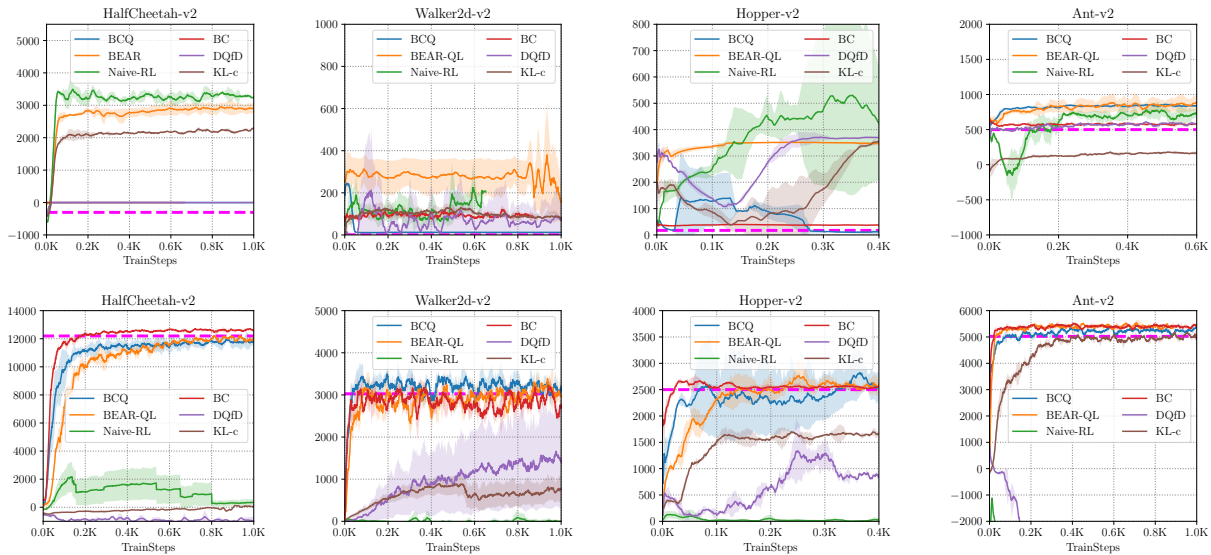 HalfCheetah-v2
BCQ BC
BEAR DQfD
Naive-RL KL-c
5000
4000
3000
2000
1000
0
−1000
0.0K 0.2K 0.4K 0.6K 0.8K 1.0K
TrainSteps
Walker2d-v2
BCQ BC
BEAR-QL DQfD
Naive-RL KL-c
1000
800
600
400
200
0
0.0K 0.2K 0.4K 0.6K 0.8K 1.0K
TrainSteps
Hopper-v2
BCQ BC
BEAR-QL DQfD
Naive-RL KL-c
800
700
600
500
400
300
200
100
0
0.0K 0.1K 0.2K 0.3K 0.4K
TrainSteps
Ant-v2
BCQ BC
BEAR-QL DQfD
Naive-RL KL-c
2000
1500
1000
500
0
−500
−1000
0.0K 0.2K 0.4K 0.6K
TrainSteps
HalfCheetah-v2
14000
12000
10000
8000
6000
4000
2000
0
BCQ BC
BEAR-QL DQfD
Naive-RL KL-c
0.0K 0.2K 0.4K 0.6K 0.8K 1.0K
TrainSteps
Walker2d-v2
BCQ BC
BEAR-QL DQfD
Naive-RL KL-c
5000
4000
3000
2000
1000
0
0.0K 0.2K 0.4K 0.6K 0.8K 1.0K
TrainSteps
Hopper-v2
BCQ BC
BEAR-QL DQfD
Naive-RL KL-c
4000
3500
3000
2500
2000
1500
1000
500
0
0.0K 0.1K 0.2K 0.3K 0.4K
TrainSteps
Ant-v2
6000
5000
4000
3000
2000
1000
0
−1000
−2000
BCQ BC
BEAR-QL DQfD
Naive-RL KL-c
0.0K 0.2K 0.4K 0.6K 0.8K 1.0K
TrainSteps